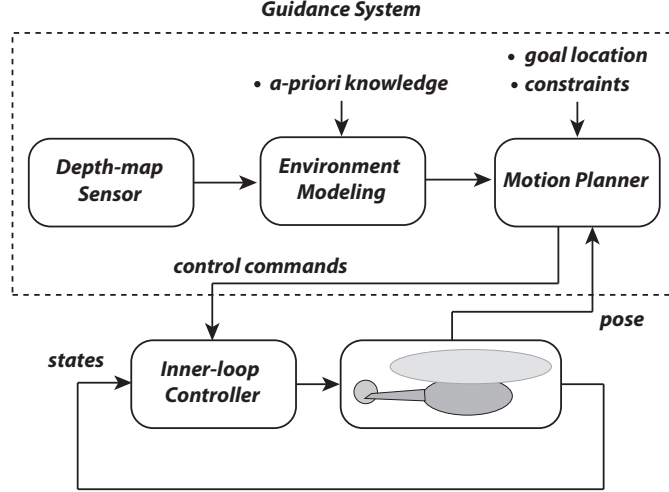 Guidance System
• goal location
• constraints
• a-priori knowledge
Depth-map
Sensor
Environment
Modeling
Motion Planner
control commands
pose
states
Inner-loop
Controller